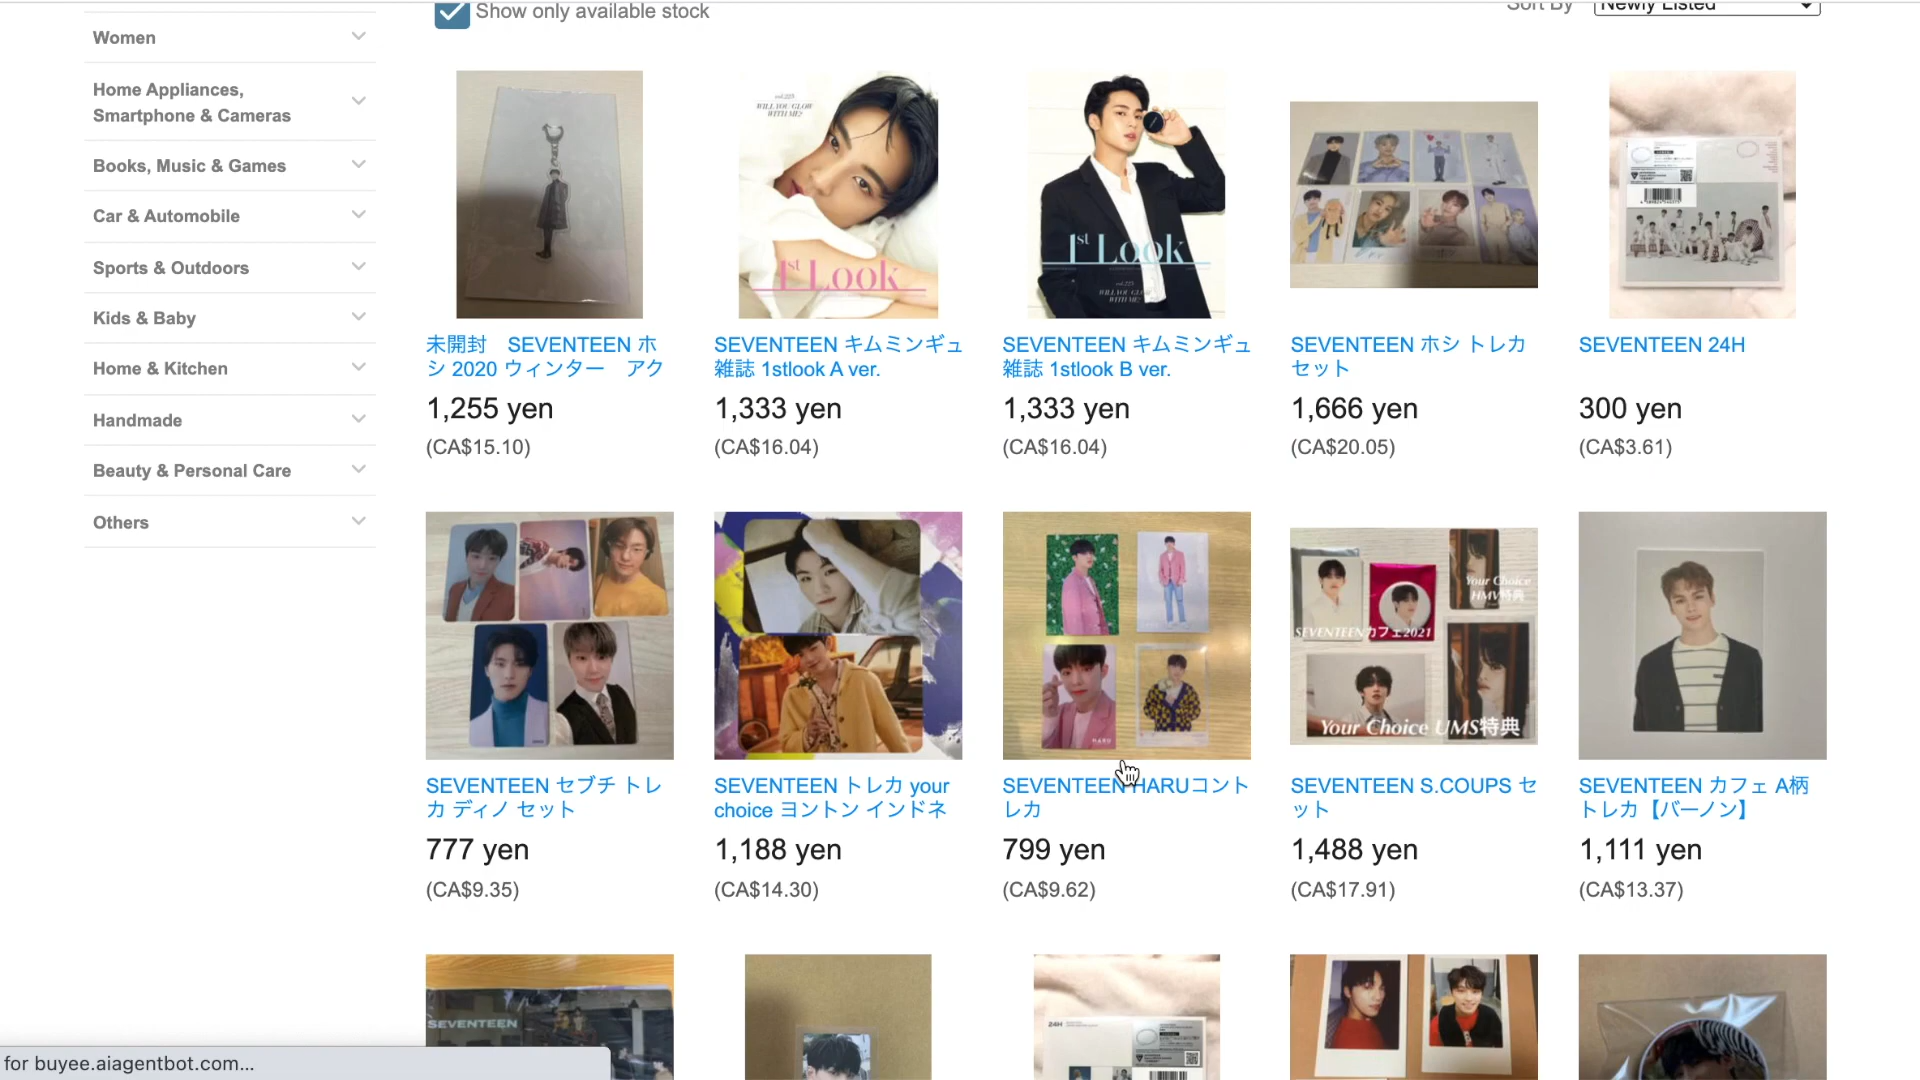 Show only available stock
Sort By
Newly Listed
Women
Home Appliances,
Smartphone & Cameras
Books, Music & Games
Car & Automobile
Sports & Outdoors
Kids & Baby
Home & Kitchen
Handmade
Beauty & Personal Care
Others
WILL YOU GLOW
WITH ME?
1st Look
1st Look
WILL YOU GLOW
WITH ME?
未開封 SEVENTEEN ホ
シ 2020 ウィンター アク
1,255 yen
(CA$15.10)
SEVENTEEN キムミンギュ
雑誌 1stlook A ver.
1,333 yen
(CA$16.04)
SEVENTEEN キムミンギュ
雑誌 1stlook B ver.
1,333 yen
(CA$16.04)
SEVENTEEN ホシ トレカ
セット
1,666 yen
(CA$20.05)
SEVENTEEN 24H
300 yen
(CA$3.61)
HARU
Your Choice
HMV特典
SEVENTEENカフェ2021
Your Choice UMS特典
SEVENTEEN セブチ トレ
カ ディノ セット
777 yen
(CA$9.35)
SEVENTEEN トレカ your
choice ヨントン インドネ
1,188 yen
(CA$14.30)
SEVENTEEN HARUコント
レカ
799 yen
(CA$9.62)
SEVENTEEN S.COUPS セ
ット
1,488 yen
(CA$17.91)
SEVENTEEN カフェ A柄
トレカ【バーノン】
1,111 yen
(CA$13.37)
SEVENTEEN
24H
for buyee.aiagentbot.com...